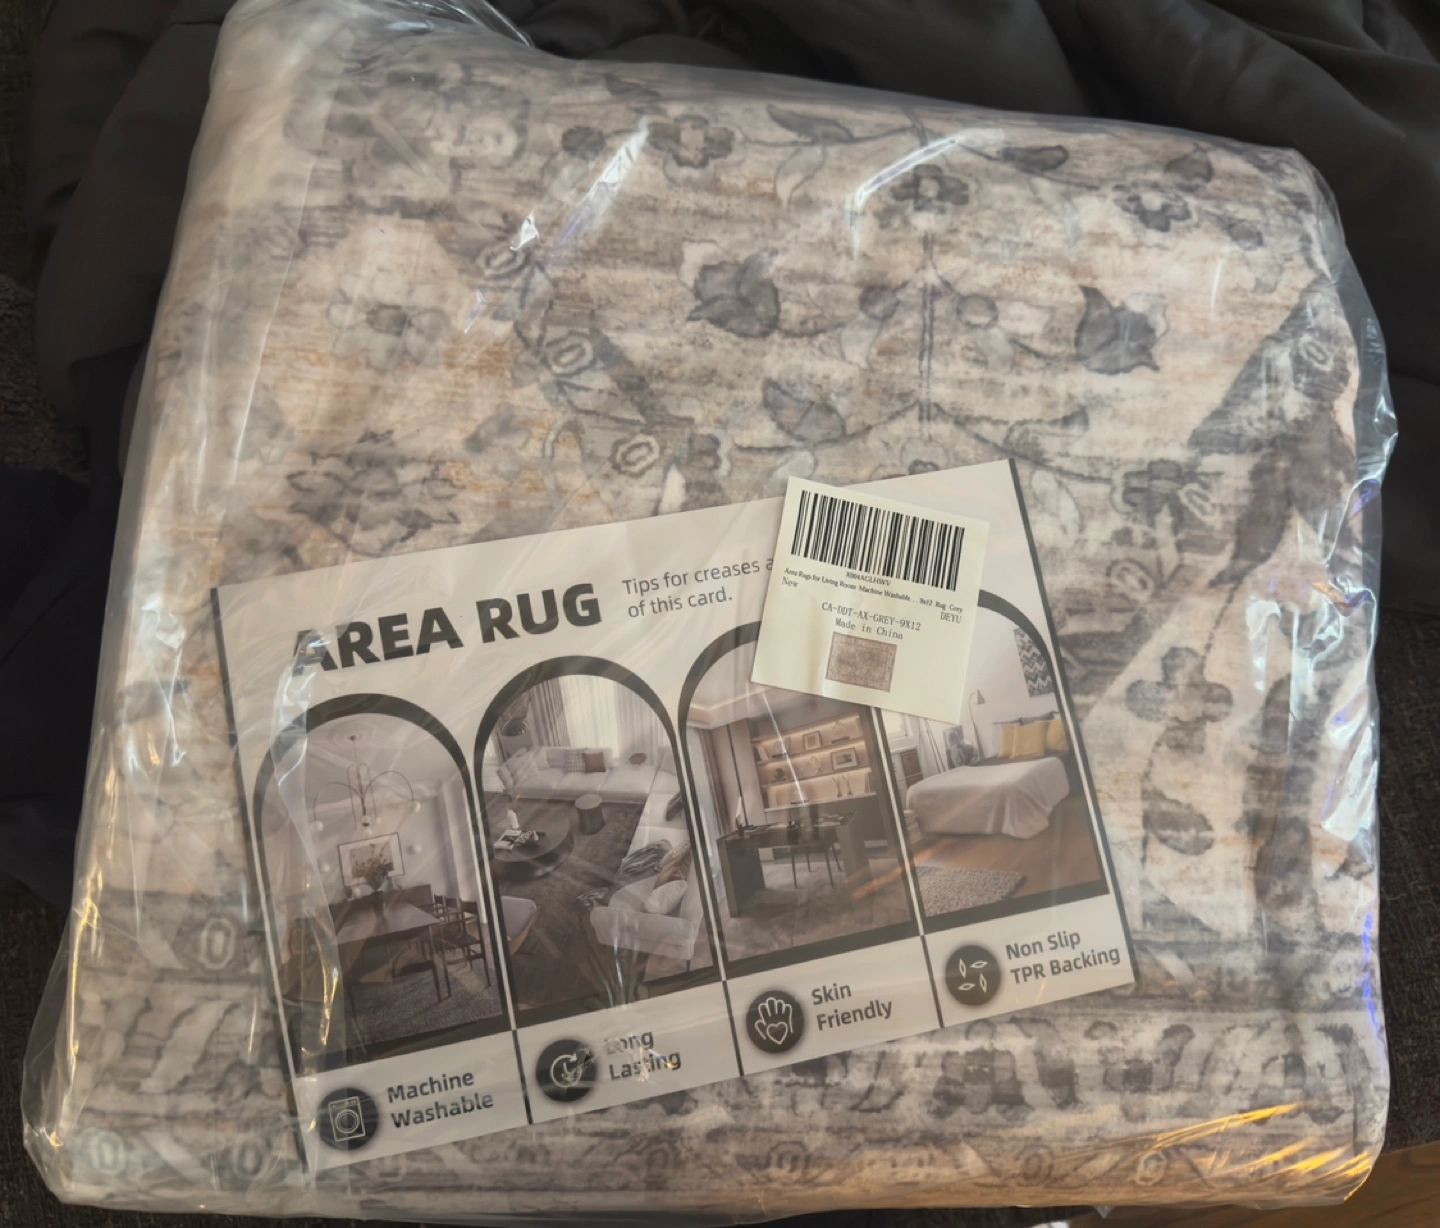 AREA RUG
Tips for creases a
of this card.
X004AGLHWV
Area Rugs for Living Room Machine Washable. . . 9x12 Rug Grey
New
DEYU
CA-DDT-AX-GREY-9X12
Made in China
Machine
Washable
Long
Lasting
Skin
Friendly
Non Slip
TPR Backing